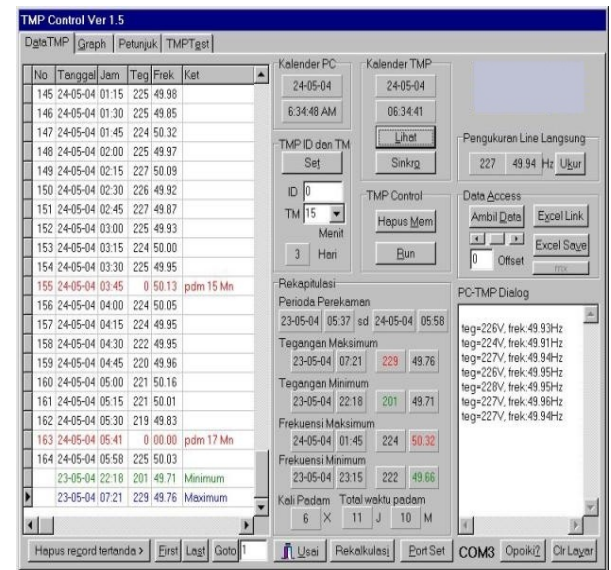 TMP Control Ver 1.5
DataTMP Graph Petunjuk TMPTest
No Tanggal Jam Teg Frek Ket
145 24-05-04 01:15 225 49.98
146 24-05-04 01:30 225 49.85
147 24-05-04 01:45 224 50.32
148 24-05-04 02:00 225 49.97
149 24-05-04 02:15 227 50.09
150 24-05-04 02:30 226 49.92
151 24-05-04 02:45 227 49.87
152 24-05-04 03:00 225 49.93
153 24-05-04 03:15 224 50.00
154 24-05-04 03:30 225 49.95
155 24-05-04 03:45 0 50.13 pdm 15 Mn
156 24-05-04 04:00 224 50.05
157 24-05-04 04:15 224 49.95
158 24-05-04 04:30 222 49.95
159 24-05-04 04:45 220 49.96
160 24-05-04 05:00 221 50.16
161 24-05-04 05:15 221 50.01
162 24-05-04 05:30 219 49.83
163 24-05-04 05:41 0 00.00 pdm 17 Mn
164 24-05-04 05:58 225 50.03
23-05-04 22:18 201 49.71 Minimum
23-05-04 07:21 229 49.76 Maximum
Hapus record tertanda > First Last Goto 1
Kalender PC
24-05-04
6:34:48 AM
Kalender TMP
24-05-04
06:34:41
Lihat
Sinkro
TMP ID dan TM
Set
ID 0
TM 15
Menit
3 Hari
TMP Control
Hapus Mem
Run
Pengukuran Line Langsung
227 49.94 Hz Ukur
Data Access
Ambil Data Excel Link
0 Offset Excel Save
mx
Rekapitulasi
Perioda Perekaman
23-05-04 05:37 sd 24-05-04 05:58
Tegangan Maksimum
23-05-04 07:21 229 49.76
Tegangan Minimum
23-05-04 22:18 201 49.71
Frekuensi Maksimum
24-05-04 01:45 224 50.32
Frekuensi Minimum
23-05-04 23:15 222 49.66
Kali Padam Total waktu padam
6 X 11 J 10 M
PC-TMP Dialog
teg=226V, frek:49.93Hz
teg=224V, frek:49.91Hz
teg=227V, frek:49.94Hz
teg=226V, frek:49.95Hz
teg=228V, frek:49.95Hz
teg=227V, frek:49.96Hz
teg=227V, frek:49.94Hz
Usai Rekalkulasi Port Set COM3 Opoiki? Clr Layar